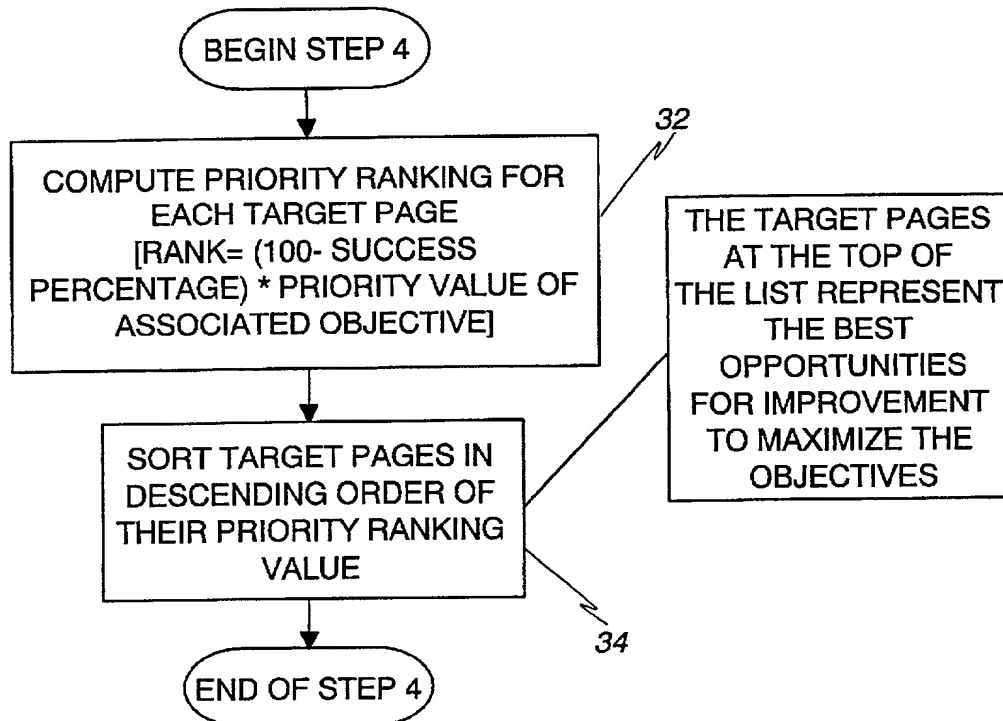 BEGIN STEP 4
32
COMPUTE PRIORITY RANKING FOR
EACH TARGET PAGE
[RANK= (100- SUCCESS
PERCENTAGE) * PRIORITY VALUE OF
ASSOCIATED OBJECTIVE]
THE TARGET PAGES
AT THE TOP OF
THE LIST REPRESENT
THE BEST
OPPORTUNITIES
FOR IMPROVEMENT
TO MAXIMIZE THE
OBJECTIVES
SORT TARGET PAGES IN
DESCENDING ORDER OF
THEIR PRIORITY RANKING
VALUE
34
END OF STEP 4